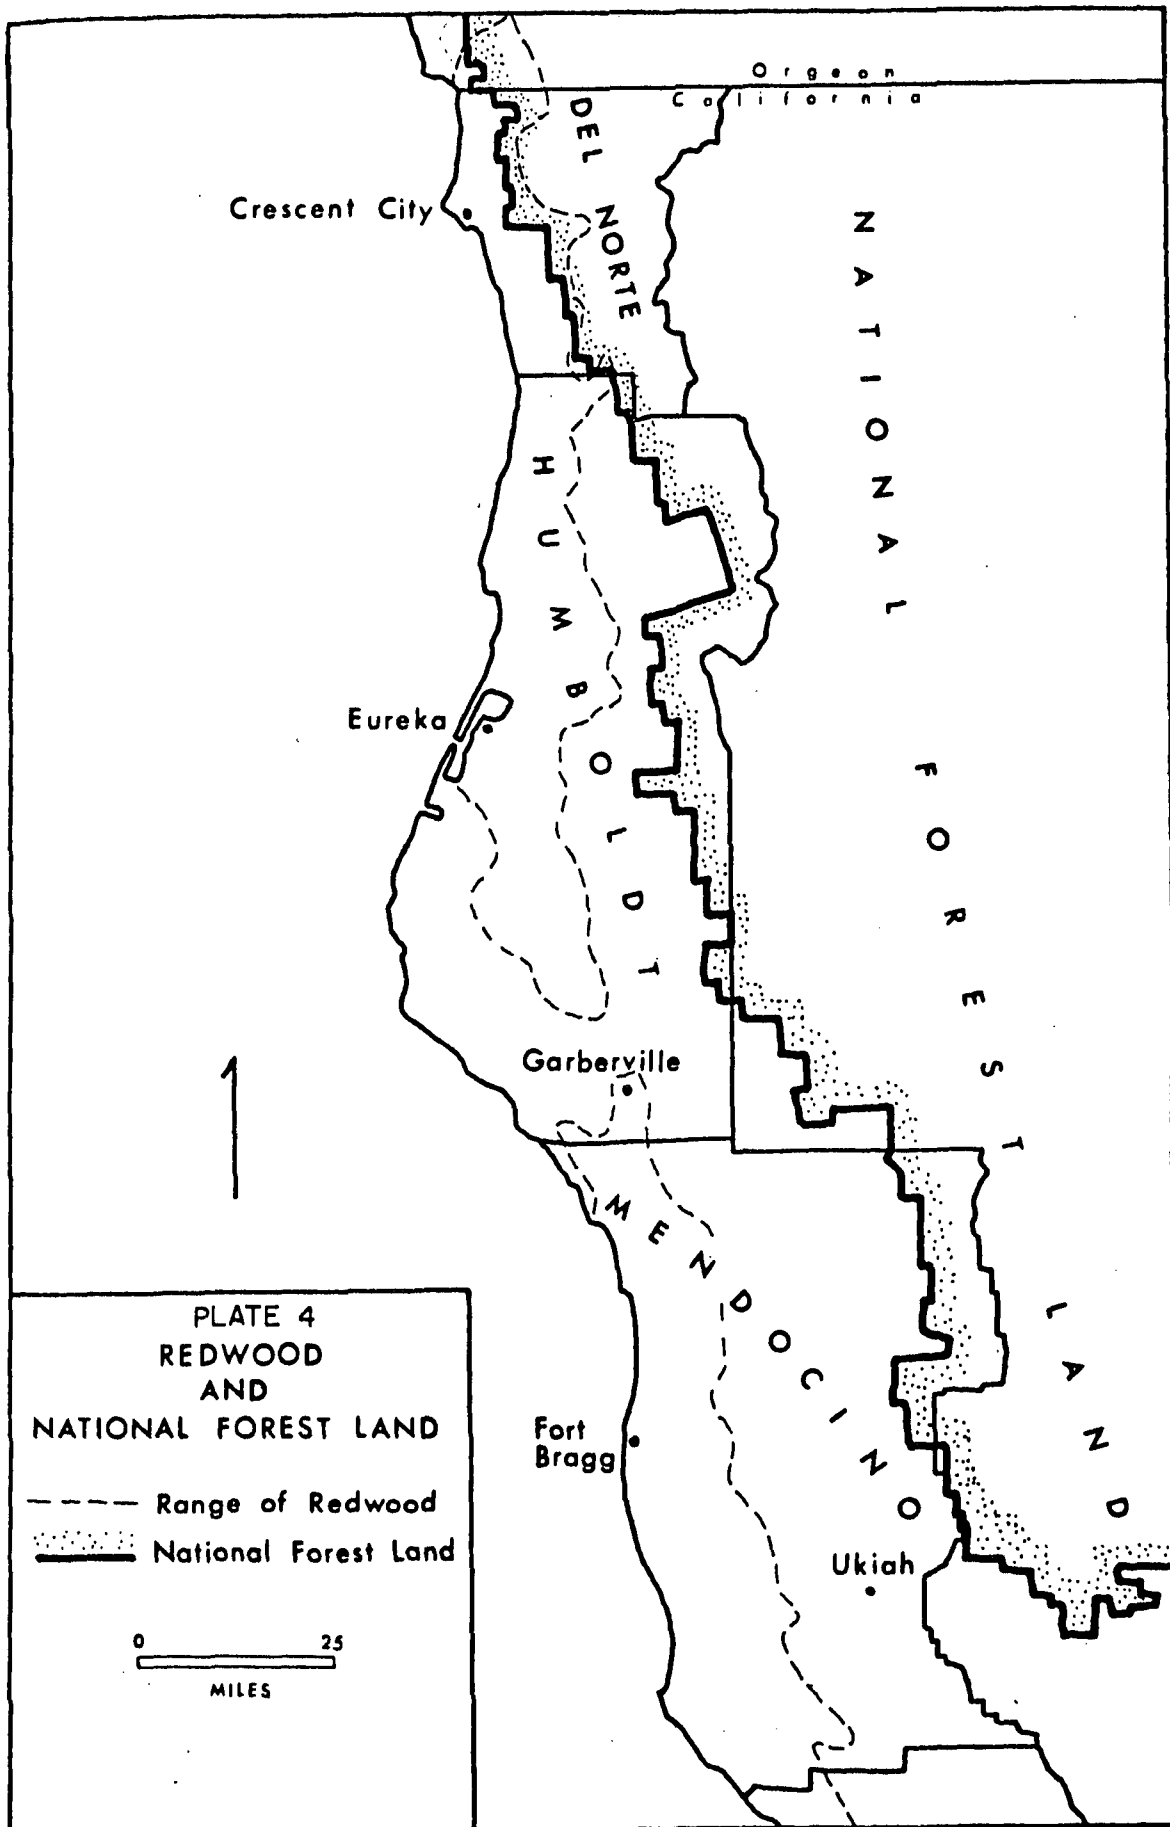 Orgeon
California
DEL NORTE
Crescent City
NATIONAL FOREST LAND
HUMBOLDT
Eureka
Garberville
MENDOCINO
Fort
Bragg
Ukiah
PLATE 4
REDWOOD
AND
NATIONAL FOREST LAND
Range of Redwood
National Forest Land
0 25
MILES